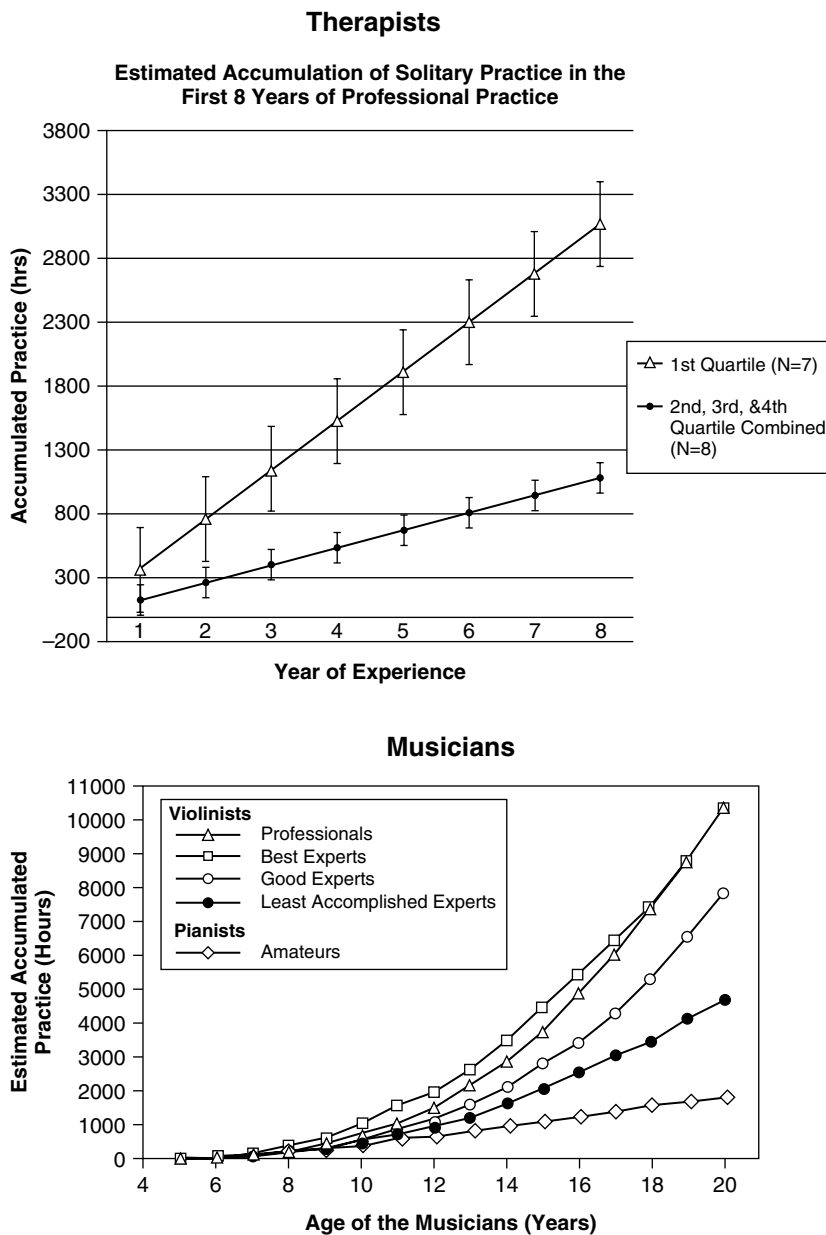 Therapists
Estimated Accumulation of Solitary Practice in the
First 8 Years of Professional Practice
3800
3300
2800
2300
1800
1300
800
300
–200
Accumulated Practice (hrs)
1 2 3 4 5 6 7 8
Year of Experience
1st Quartile (N=7)
2nd, 3rd, &4th
Quartile Combined
(N=8)
Musicians
11000
10000
9000
8000
7000
6000
5000
4000
3000
2000
1000
0
Estimated Accumulated
Practice (Hours)
Violinists
Professionals
Best Experts
Good Experts
Least Accomplished Experts
Pianists
Amateurs
4 6 8 10 12 14 16 18 20
Age of the Musicians (Years)